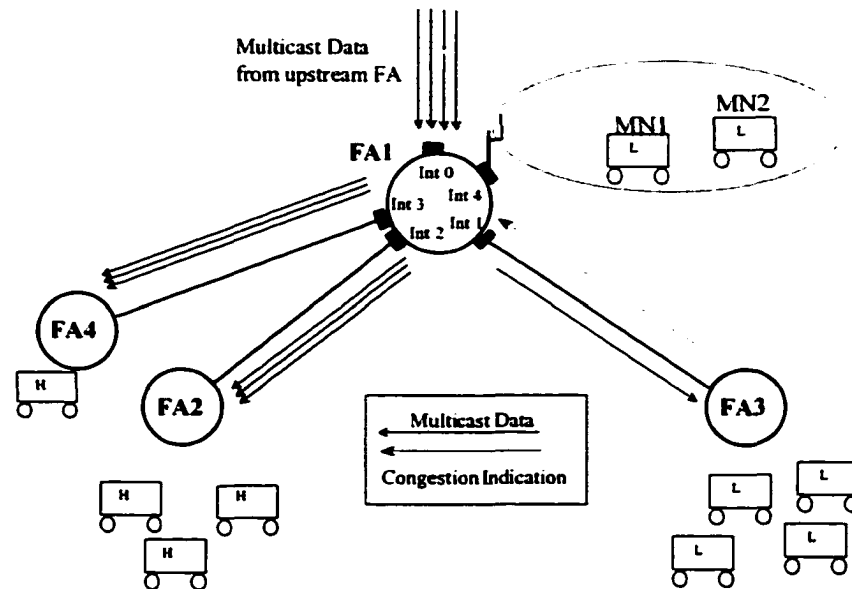 Multicast Data
from upstream FA
MN1
MN2
L
L
FA1
Int 0
Int 4
Int 3
Int 1
Int 2
FA4
H
FA2
FA3
Multicast Data
Congestion Indication
H
H
H
L
L
L
L